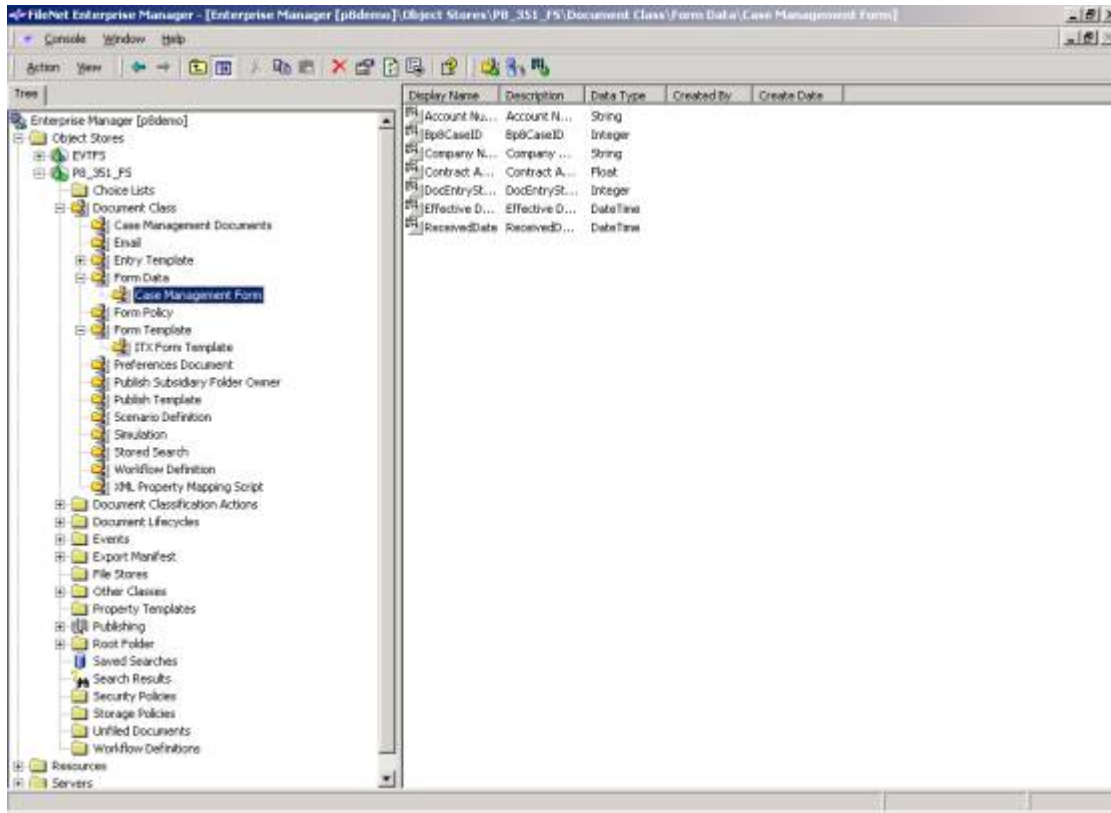 FileNet Enterprise Manager - [Enterprise Manager [p8demo]\Object Stores\P8_351_FS\Document Class\Form Data\Case Management Form]
Console Window Help
Action View
Tree
Enterprise Manager [p8demo]
Object Stores
EVTFS
P8_351_FS
Choice Lists
Document Class
Case Management Documents
Email
Entry Template
Form Data
Case Management Form
Form Policy
Form Template
ITX Form Template
Preferences Document
Publish Subsidiary Folder Owner
Publish Template
Scenario Definition
Simulation
Stored Search
Workflow Definition
XML Property Mapping Script
Document Classification Actions
Document Lifecycles
Events
Export Manifest
File Stores
Other Classes
Property Templates
Publishing
Root Folder
Saved Searches
Search Results
Security Policies
Storage Policies
Unfiled Documents
Workflow Definitions
Resources
Servers
Display Name Description Data Type Created By Create Date
Account Nu... Account N... String
Bp8CaseID Bp8CaseID Integer
Company N... Company ... String
Contract A... Contract A... Float
DocEntrySt... DocEntrySt... Integer
Effective D... Effective D... DateTime
ReceivedDate ReceivedD... DateTime